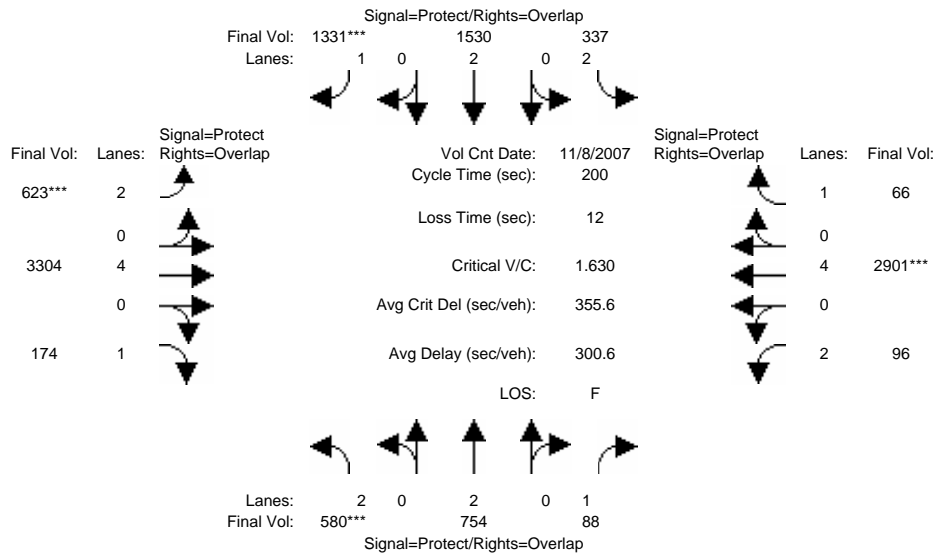 Signal=Protect/Rights=Overlap
Final Vol: 1331*** 1530 337
Lanes: 1 0 2 0 2
Signal=Protect Signal=Protect
Final Vol: Lanes: Rights=Overlap Vol Cnt Date: 11/8/2007 Rights=Overlap Lanes: Final Vol:
Cycle Time (sec): 200
623*** 2 1 66
Loss Time (sec): 12
0 0
3304 4 Critical V/C: 1.630 4 2901***
0 Avg Crit Del (sec/veh): 355.6 0
174 1 Avg Delay (sec/veh): 300.6 2 96
LOS: F
Lanes: 2 0 2 0 1
Final Vol: 580*** 754 88
Signal=Protect/Rights=Overlap